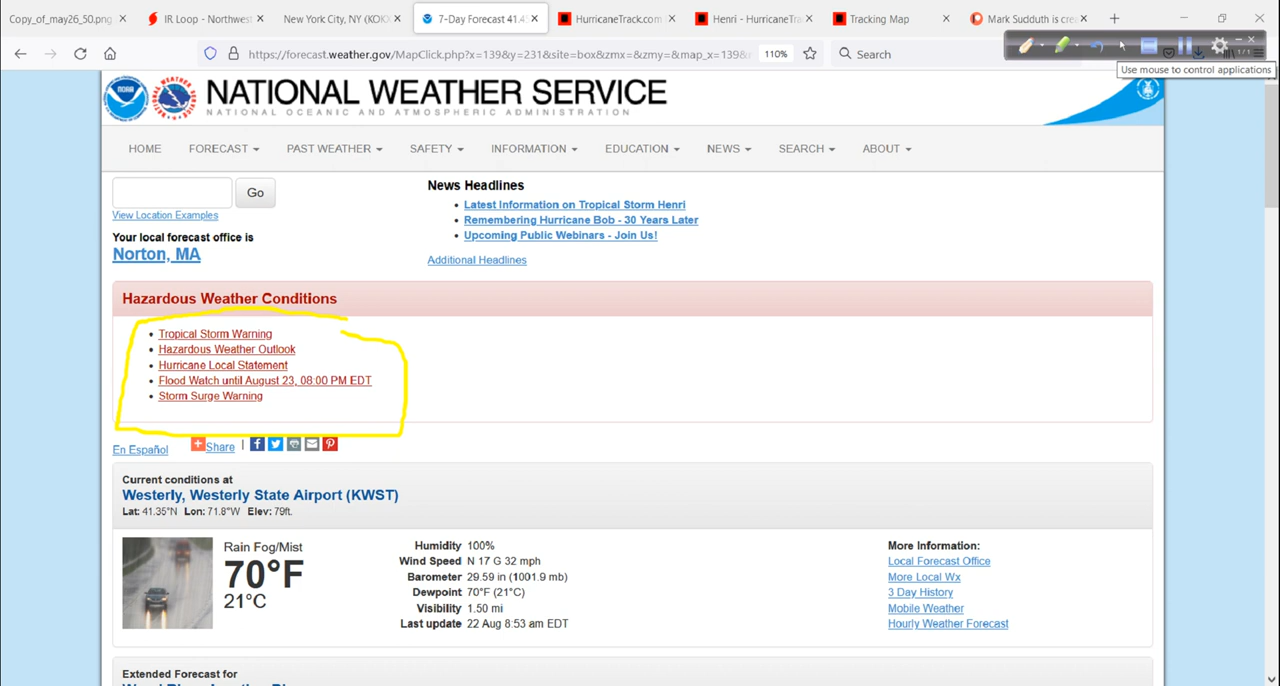 Copy_of_may26_50.png
IR Loop - Northwest
New York City, NY (KOK
7-Day Forecast 41.4
HurricaneTrack.com
Henri - HurricaneTra
Tracking Map
Mark Sudduth is cre
https://forecast.weather.gov/MapClick.php?x=139&y=231&site=box&zmx=&zmy=&map_x=139&
110%
Search
1/1
Use mouse to control applications
NOAA
NATIONAL WEATHER SERVICE
NATIONAL OCEANIC AND ATMOSPHERIC ADMINISTRATION
HOME FORECAST PAST WEATHER SAFETY INFORMATION EDUCATION NEWS SEARCH ABOUT
Go
View Location Examples
Your local forecast office is
Norton, MA
News Headlines
• Latest Information on Tropical Storm Henri
• Remembering Hurricane Bob - 30 Years Later
• Upcoming Public Webinars - Join Us!
Additional Headlines
Hazardous Weather Conditions
• Tropical Storm Warning
• Hazardous Weather Outlook
• Hurricane Local Statement
• Flood Watch until August 23, 08:00 PM EDT
• Storm Surge Warning
En Español
Share |
Current conditions at
Westerly, Westerly State Airport (KWST)
Lat: 41.35°N Lon: 71.8°W Elev: 79ft.
Rain Fog/Mist
70°F
21°C
Humidity 100%
Wind Speed N 17 G 32 mph
Barometer 29.59 in (1001.9 mb)
Dewpoint 70°F (21°C)
Visibility 1.50 mi
Last update 22 Aug 8:53 am EDT
More Information:
Local Forecast Office
More Local Wx
3 Day History
Mobile Weather
Hourly Weather Forecast
Extended Forecast for